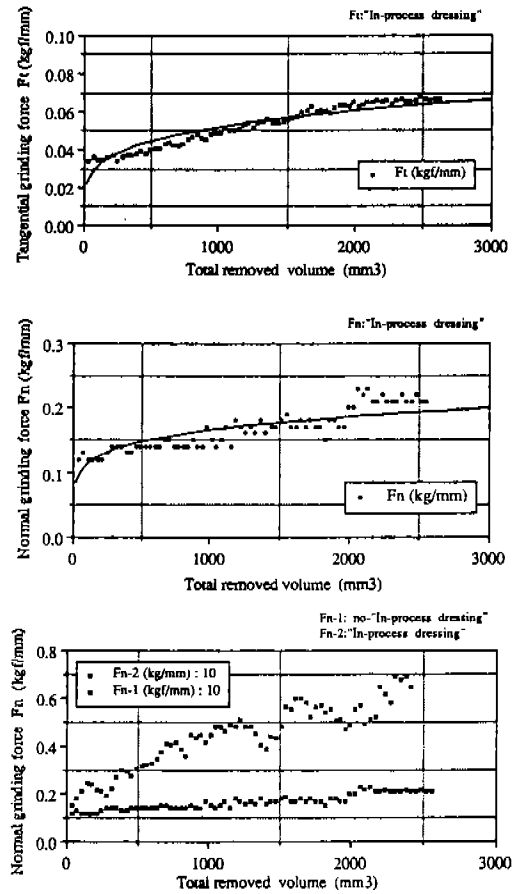 Ft:"In-process dressing"
Tangential grinding force Ft (kgf/mm)
0.10
0.08
0.06
0.04
0.02
0.00
Ft (kgf/mm)
0 1000 2000 3000
Total removed volume (mm3)
Fn:"In-process dressing"
Normal grinding force Fn (kgf/mm)
0.3
0.2
0.1
0.0
Fn (kg/mm)
0 1000 2000 3000
Total removed volume (mm3)
Fn-1: no-"In-process dressing"
Fn-2:"In-process dressing"
Normal grinding force Fn (kgf/mm)
0.8
0.6
0.4
0.2
0.0
Fn-2 (kg/mm) : 10
Fn-1 (kgf/mm) : 10
0 1000 2000 3000
Total removed volume (mm3)